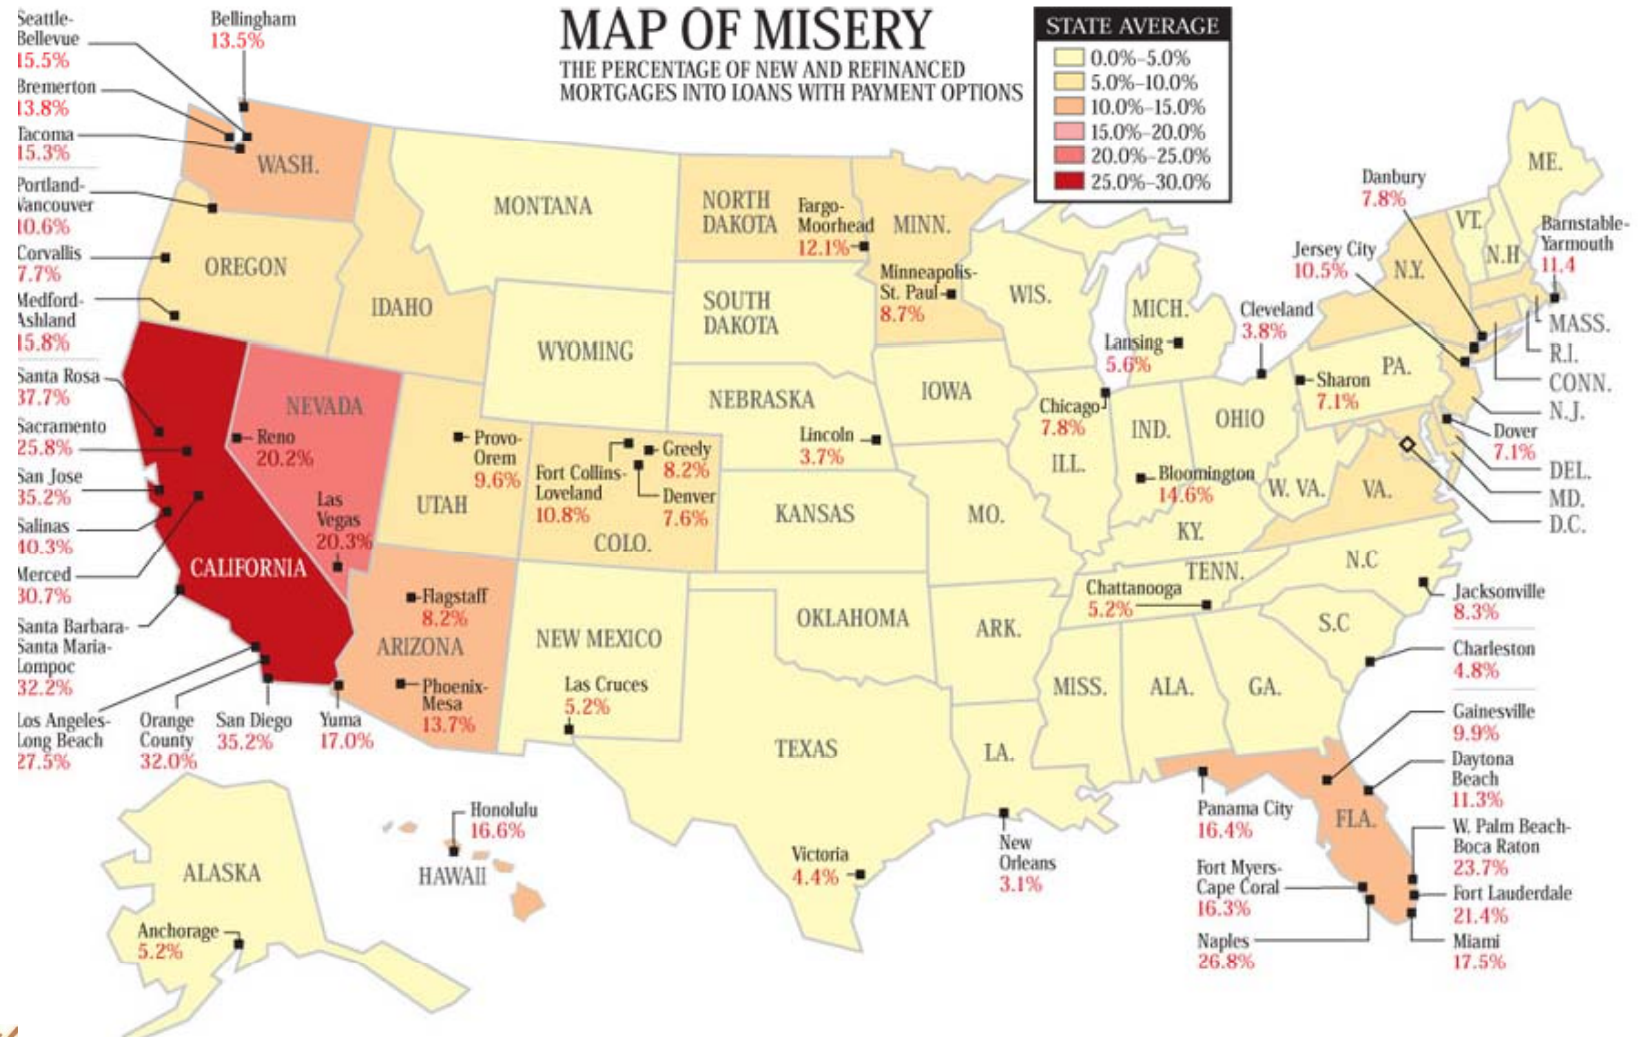 MAP OF MISERY
THE PERCENTAGE OF NEW AND REFINANCED
MORTGAGES INTO LOANS WITH PAYMENT OPTIONS
STATE AVERAGE
0.0%–5.0%
5.0%–10.0%
10.0%–15.0%
15.0%–20.0%
20.0%–25.0%
25.0%–30.0%
Seattle-
Bellevue
15.5%
Bellingham
13.5%
Bremerton
13.8%
Tacoma
15.3%
Portland-
Vancouver
10.6%
Corvallis
7.7%
Medford-
Ashland
15.8%
Santa Rosa
37.7%
Sacramento
25.8%
San Jose
35.2%
Salinas
40.3%
Merced
30.7%
Santa Barbara-
Santa Maria-
Lompoc
32.2%
Los Angeles-
Long Beach
27.5%
Orange
County
32.0%
San Diego
35.2%
Yuma
17.0%
WASH.
OREGON
IDAHO
MONTANA
WYOMING
NEVADA
Reno
20.2%
Las
Vegas
20.3%
CALIFORNIA
UTAH
Provo-
Orem
9.6%
Fort Collins-
Loveland
10.8%
Greely
8.2%
Denver
7.6%
COLO.
ARIZONA
Flagstaff
8.2%
Phoenix-
Mesa
13.7%
NEW MEXICO
Las Cruces
5.2%
NORTH
DAKOTA
Fargo-
Moorhead
12.1%
SOUTH
DAKOTA
MINN.
Minneapolis-
St. Paul
8.7%
NEBRASKA
Lincoln
3.7%
KANSAS
OKLAHOMA
TEXAS
Victoria
4.4%
IOWA
MO.
ARK.
LA.
New
Orleans
3.1%
WIS.
MICH.
Lansing
5.6%
Chicago
7.8%
ILL.
IND.
Bloomington
14.6%
OHIO
Cleveland
3.8%
KY.
TENN.
Chattanooga
5.2%
MISS.
ALA.
GA.
S.C
N.C
W. VA.
VA.
PA.
Sharon
7.1%
N.Y.
Jersey City
10.5%
Danbury
7.8%
VT.
N.H
ME.
Barnstable-
Yarmouth
11.4
MASS.
R.I.
CONN.
N.J.
Dover
7.1%
DEL.
MD.
D.C.
Jacksonville
8.3%
Charleston
4.8%
Gainesville
9.9%
Daytona
Beach
11.3%
W. Palm Beach-
Boca Raton
23.7%
Fort Lauderdale
21.4%
Miami
17.5%
FLA.
Panama City
16.4%
Fort Myers-
Cape Coral
16.3%
Naples
26.8%
ALASKA
Anchorage
5.2%
Honolulu
16.6%
HAWAII